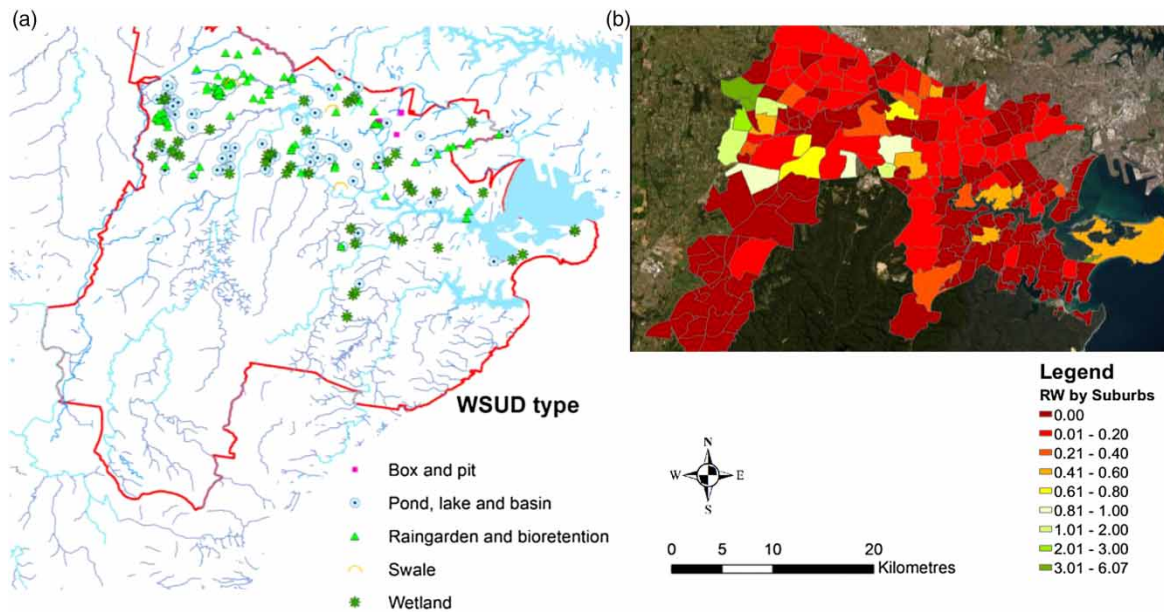 (a)
WSUD type
Box and pit
Pond, lake and basin
Raingarden and bioretention
Swale
Wetland
(b)
N
W E
S
0 5 10 20
Kilometres
Legend
RW by Suburbs
0.00
0.01 - 0.20
0.21 - 0.40
0.41 - 0.60
0.61 - 0.80
0.81 - 1.00
1.01 - 2.00
2.01 - 3.00
3.01 - 6.07